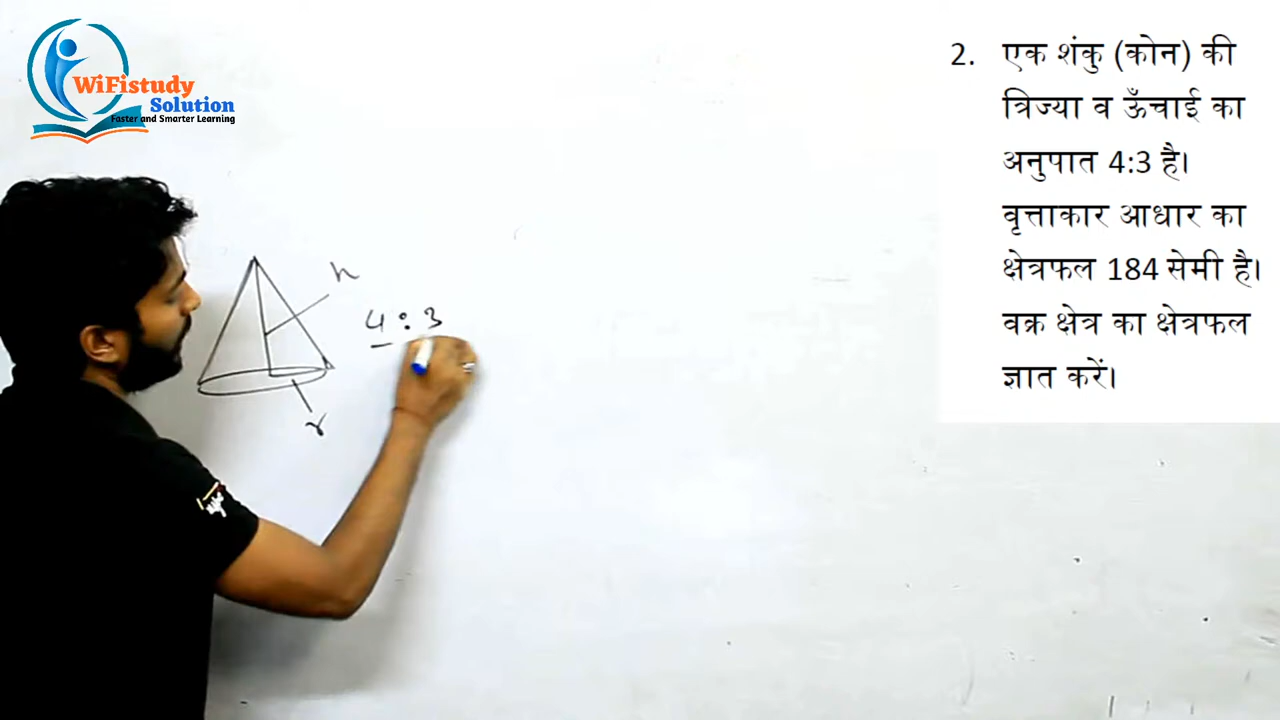 WiFistudy
Solution
Faster and Smarter Learning
2. एक शंकु (कोन) की
त्रिज्या व ऊँचाई का
अनुपात 4:3 है।
वृत्ताकार आधार का
क्षेत्रफल 184 सेमी है।
वक्र क्षेत्र का क्षेत्रफल
ज्ञात करें।
h
4 : 3
r